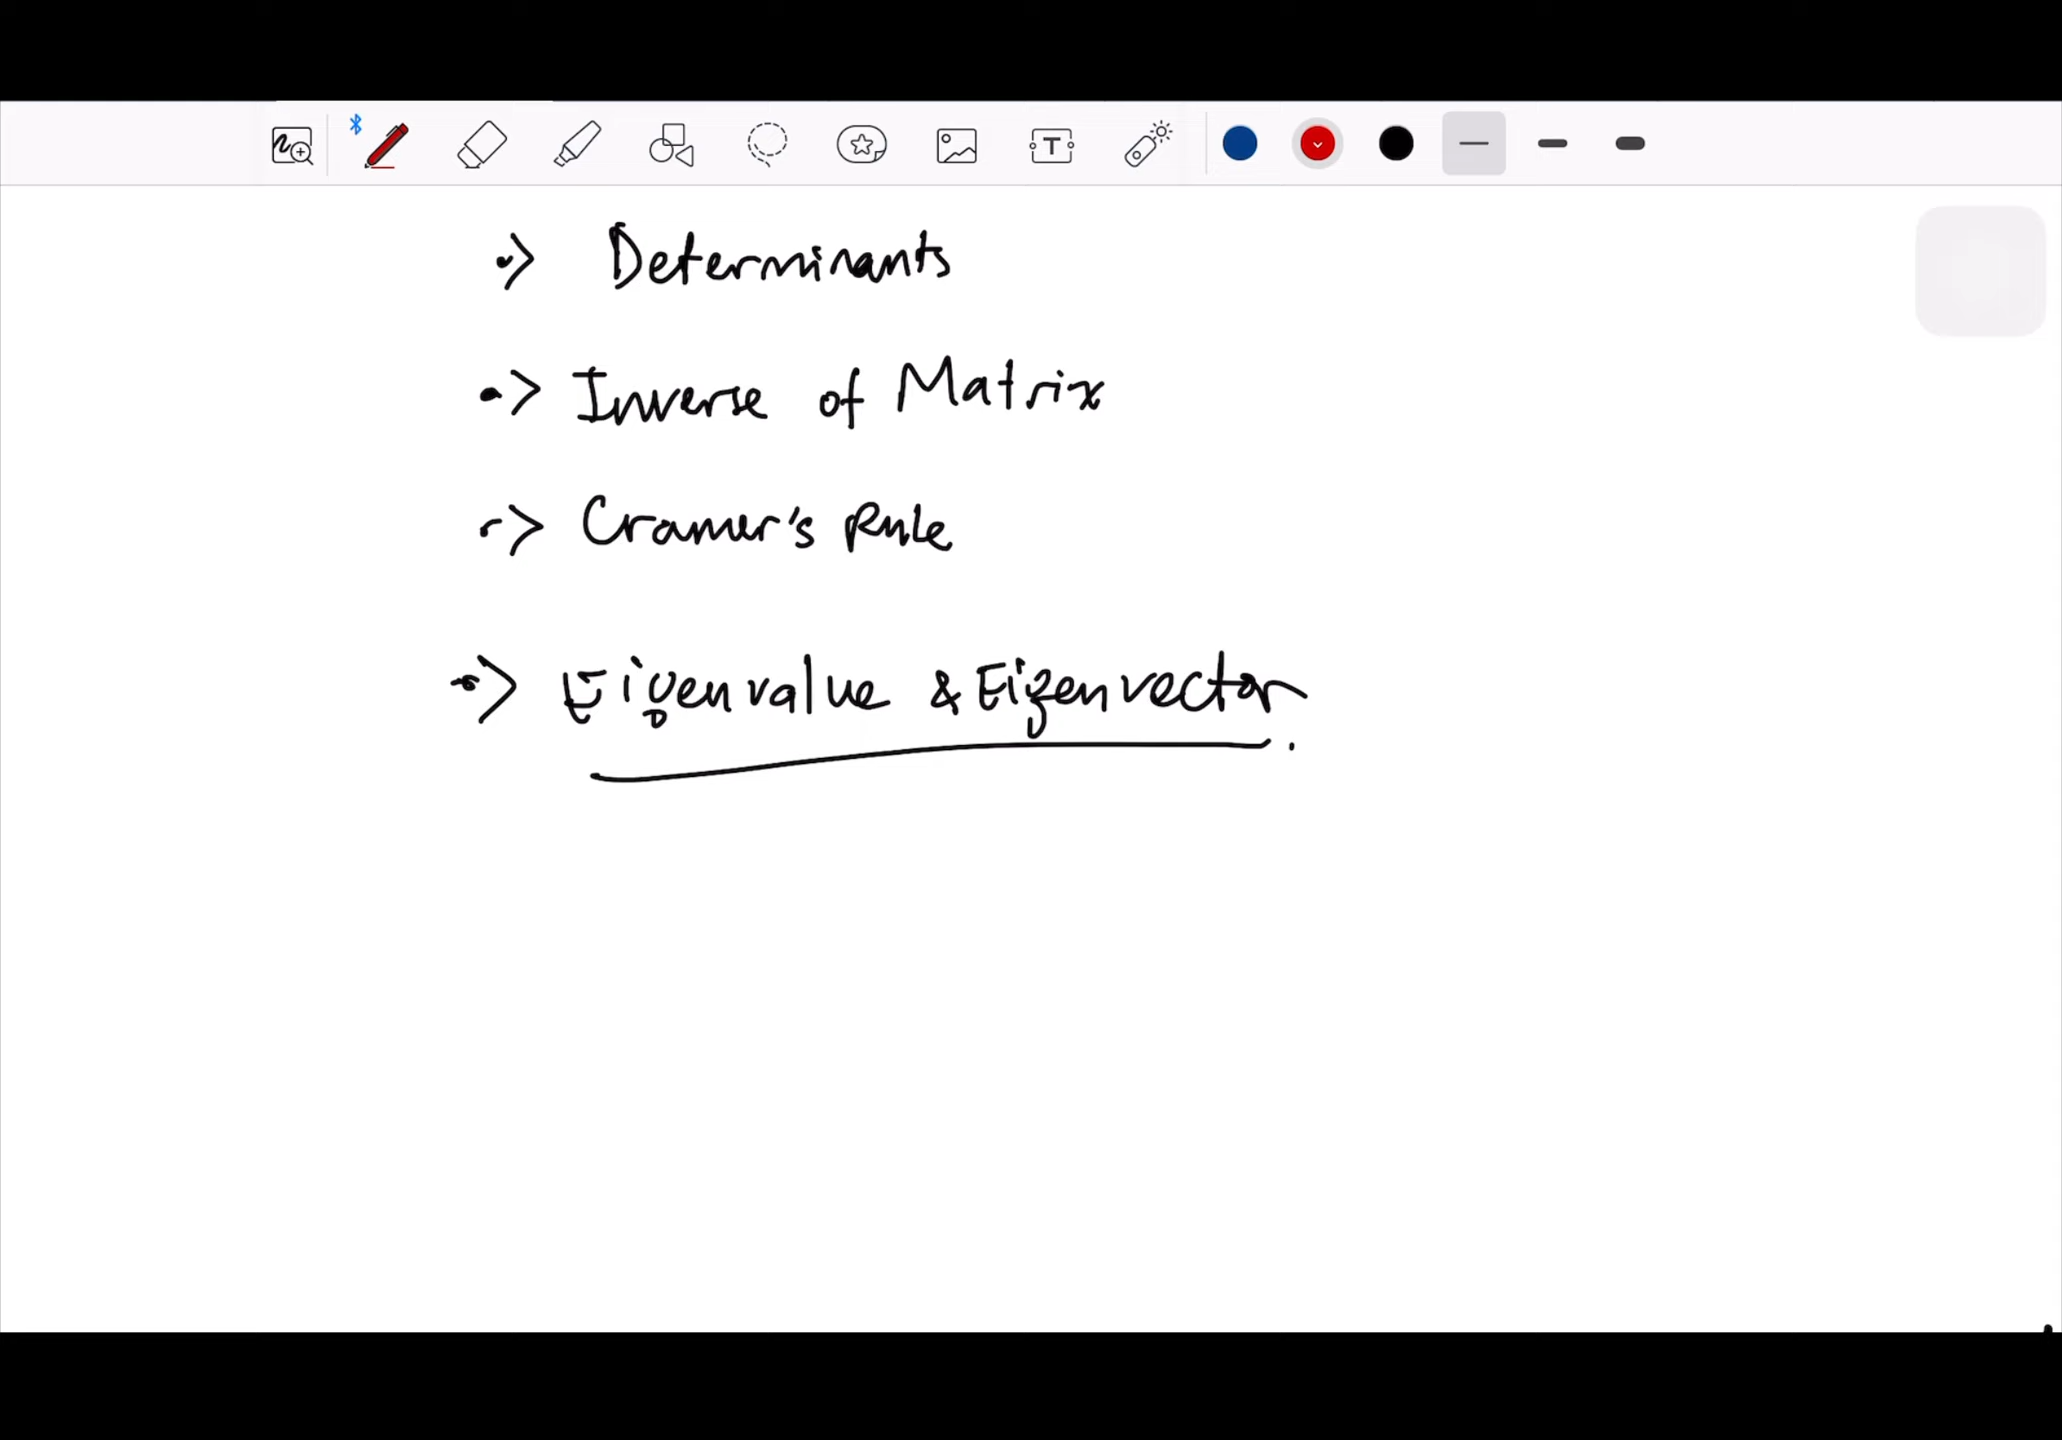 ·> Determinants
·> Inverse of Matrix
·> Cramer's Rule
·> Eigenvalue & Eigenvector.